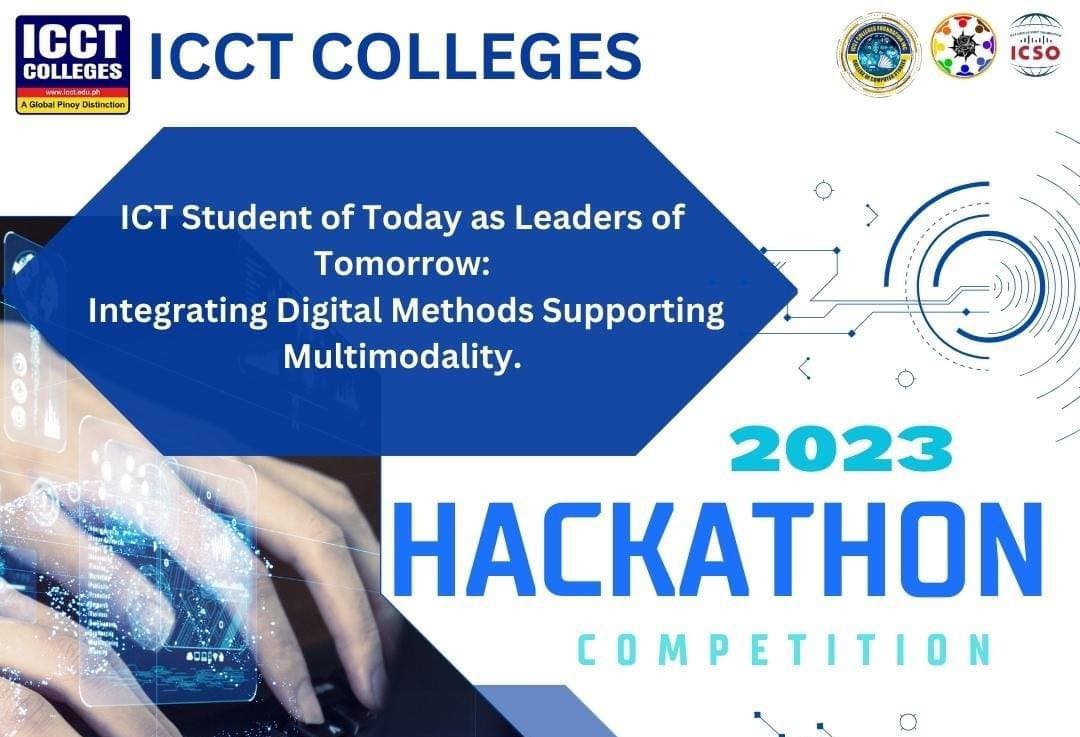 ICCT
COLLEGES
www.icct.edu.ph
A Global Pinoy Distinction
ICCT COLLEGES
ICSO
ICT Student of Today as Leaders of
Tomorrow:
Integrating Digital Methods Supporting
Multimodality.
2023
HACKATHON
COMPETITION